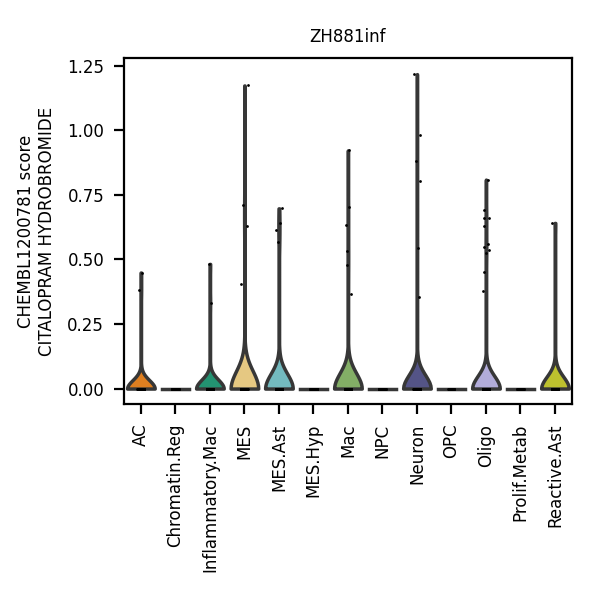 ZH881inf
CHEMBL1200781 score
CITALOPRAM HYDROBROMIDE
1.25
1.00
0.75
0.50
0.25
0.00
AC
Chromatin.Reg
Inflammatory.Mac
MES
MES.Ast
MES.Hyp
Mac
NPC
Neuron
OPC
Oligo
Prolif.Metab
Reactive.Ast